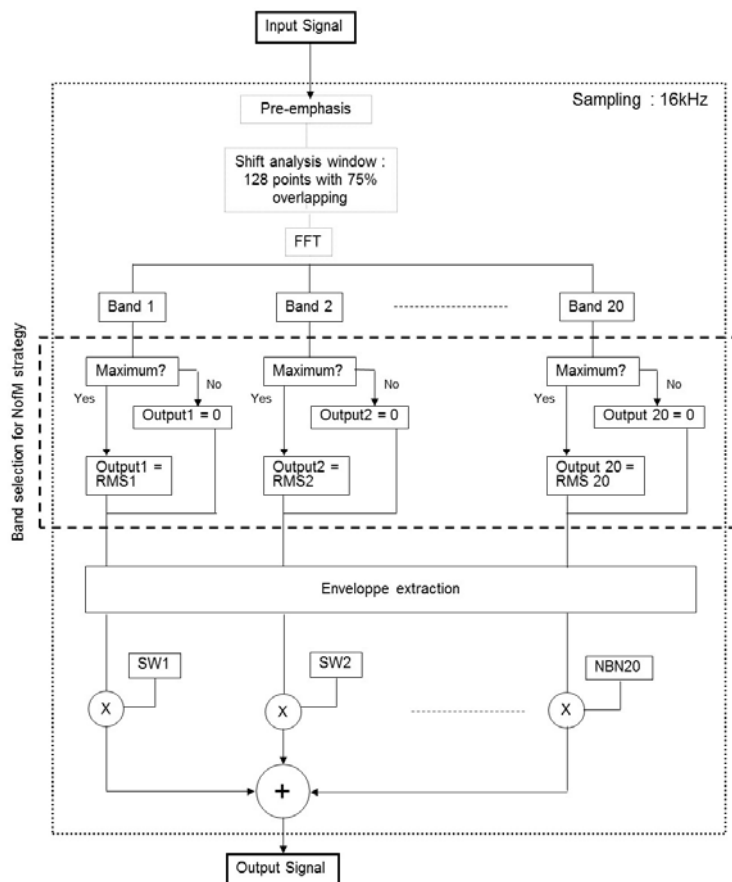 Input Signal
Sampling : 16kHz
Pre-emphasis
Shift analysis window :
128 points with 75%
overlapping
FFT
Band 1
Band 2
Band 20
Band selection for NofM strategy
Maximum?
Maximum?
Maximum?
Yes
No
Yes
No
Yes
No
Output1 = 0
Output2 = 0
Output 20 = 0
Output1 =
RMS1
Output2 =
RMS2
Output 20 =
RMS 20
Enveloppe extraction
SW1
SW2
NBN20
X
X
X
+
Output Signal